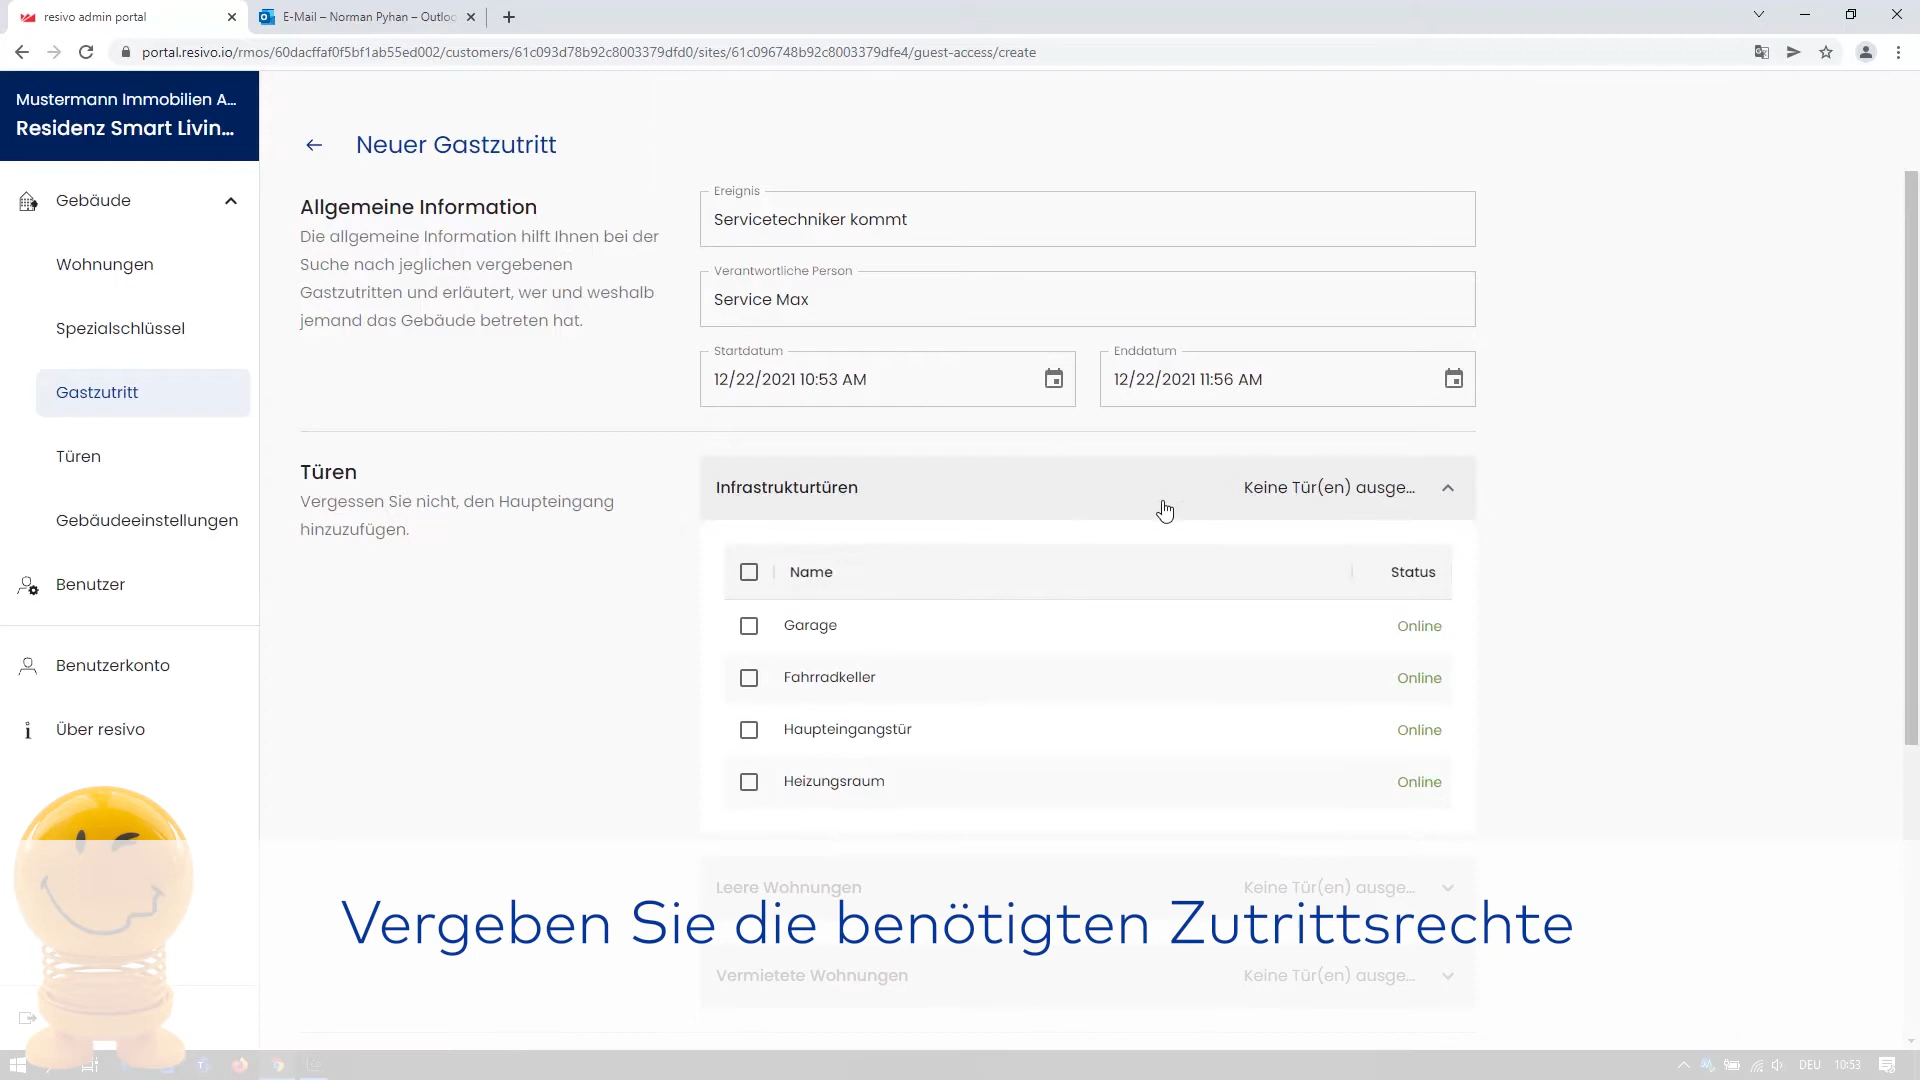 resivo admin portal
E-Mail – Norman Pyhan – Outloo
portal.resivo.io/rmos/60dacffaf0f5bf1ab55ed002/customers/61c093d78b92c8003379dfd0/sites/61c096748b92c8003379dfe4/guest-access/create
Mustermann Immobilien A...
Residenz Smart Livin...
Gebäude
Wohnungen
Spezialschlüssel
Gastzutritt
Türen
Gebäudeeinstellungen
Benutzer
Benutzerkonto
Über resivo
Neuer Gastzutritt
Allgemeine Information
Die allgemeine Information hilft Ihnen bei der
Suche nach jeglichen vergebenen
Gastzutritten und erläutert, wer und weshalb
jemand das Gebäude betreten hat.
Ereignis
Servicetechniker kommt
Verantwortliche Person
Service Max
Startdatum
12/22/2021 10:53 AM
Enddatum
12/22/2021 11:56 AM
Türen
Vergessen Sie nicht, den Haupteingang
hinzuzufügen.
Infrastrukturtüren Keine Tür(en) ausge...
Name Status
Garage Online
Fahrradkeller Online
Haupteingangstür Online
Heizungsraum Online
Leere Wohnungen Keine Tür(en) ausge...
Vergeben Sie die benötigten Zutrittsrechte
Vermietete Wohnungen Keine Tür(en) ausge...
DEU 10:53